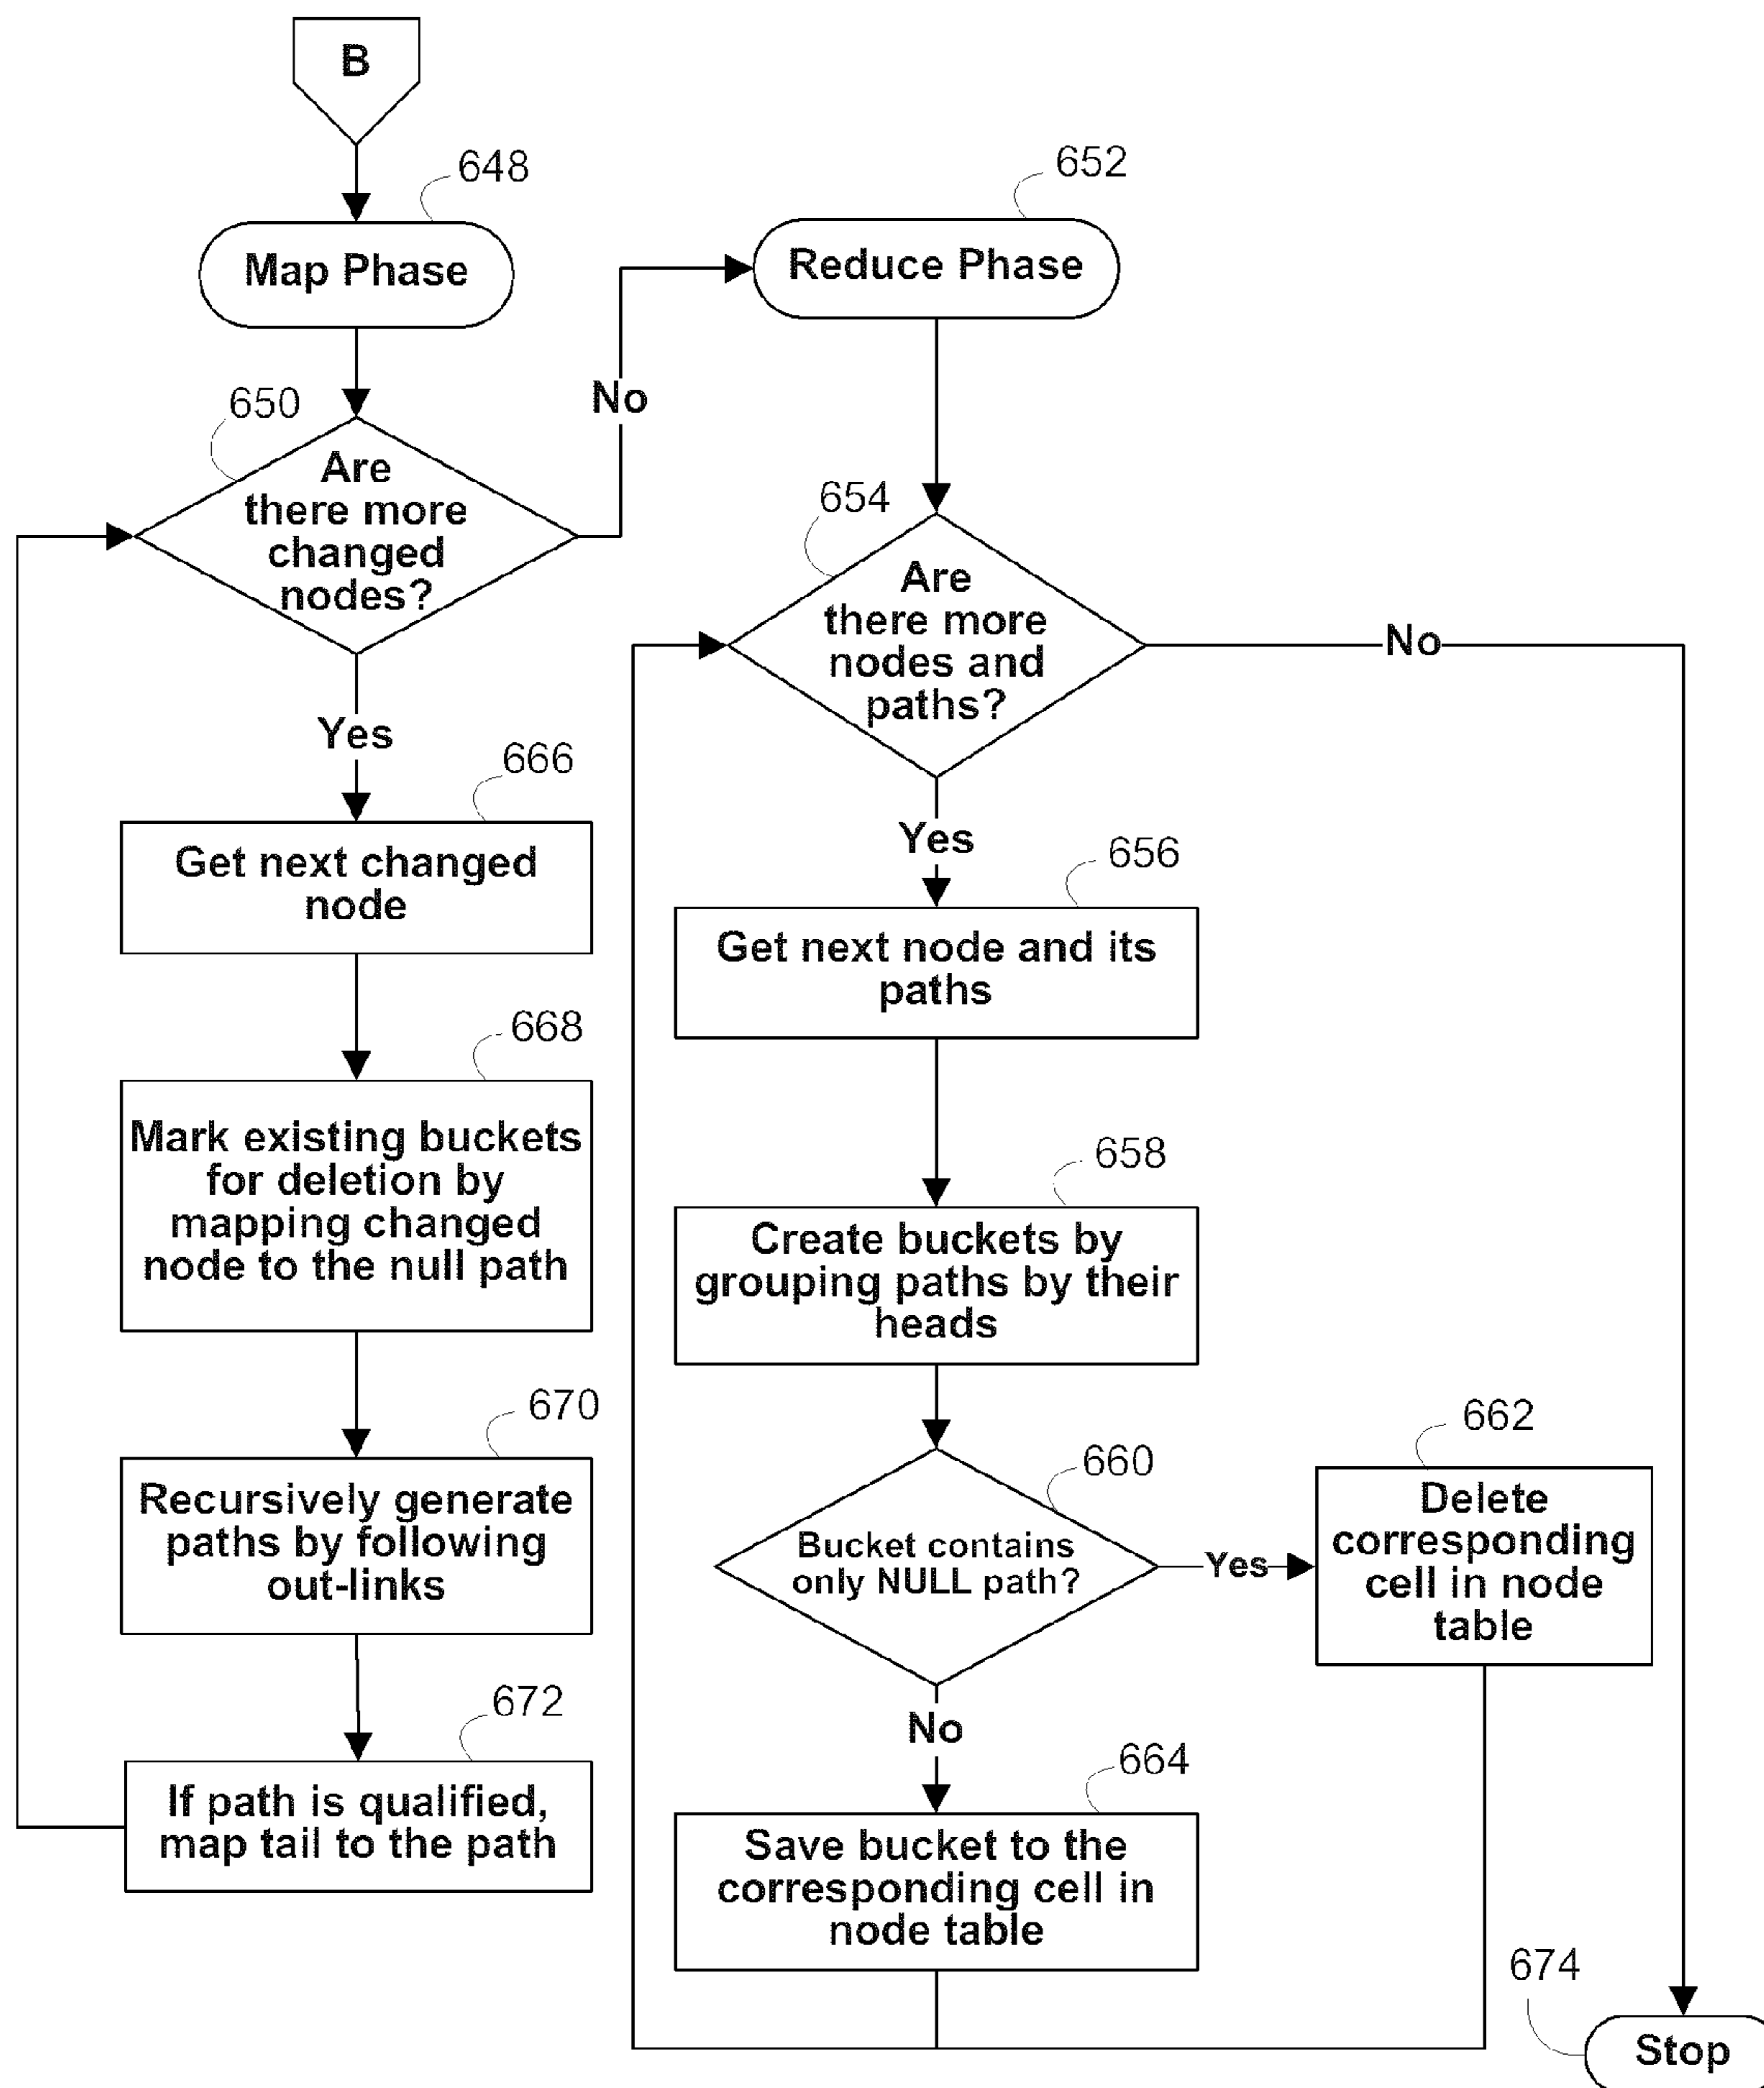 B
648
Map Phase
650
Are
there more
changed
nodes?
No
Yes
666
Get next changed
node
668
Mark existing buckets
for deletion by
mapping changed
node to the null path
670
Recursively generate
paths by following
out-links
672
If path is qualified,
map tail to the path
652
Reduce Phase
654
Are
there more
nodes and
paths?
No
Yes
656
Get next node and its
paths
658
Create buckets by
grouping paths by their
heads
660
Bucket contains
only NULL path?
Yes
662
Delete
corresponding
cell in node
table
No
664
Save bucket to the
corresponding cell in
node table
674
Stop